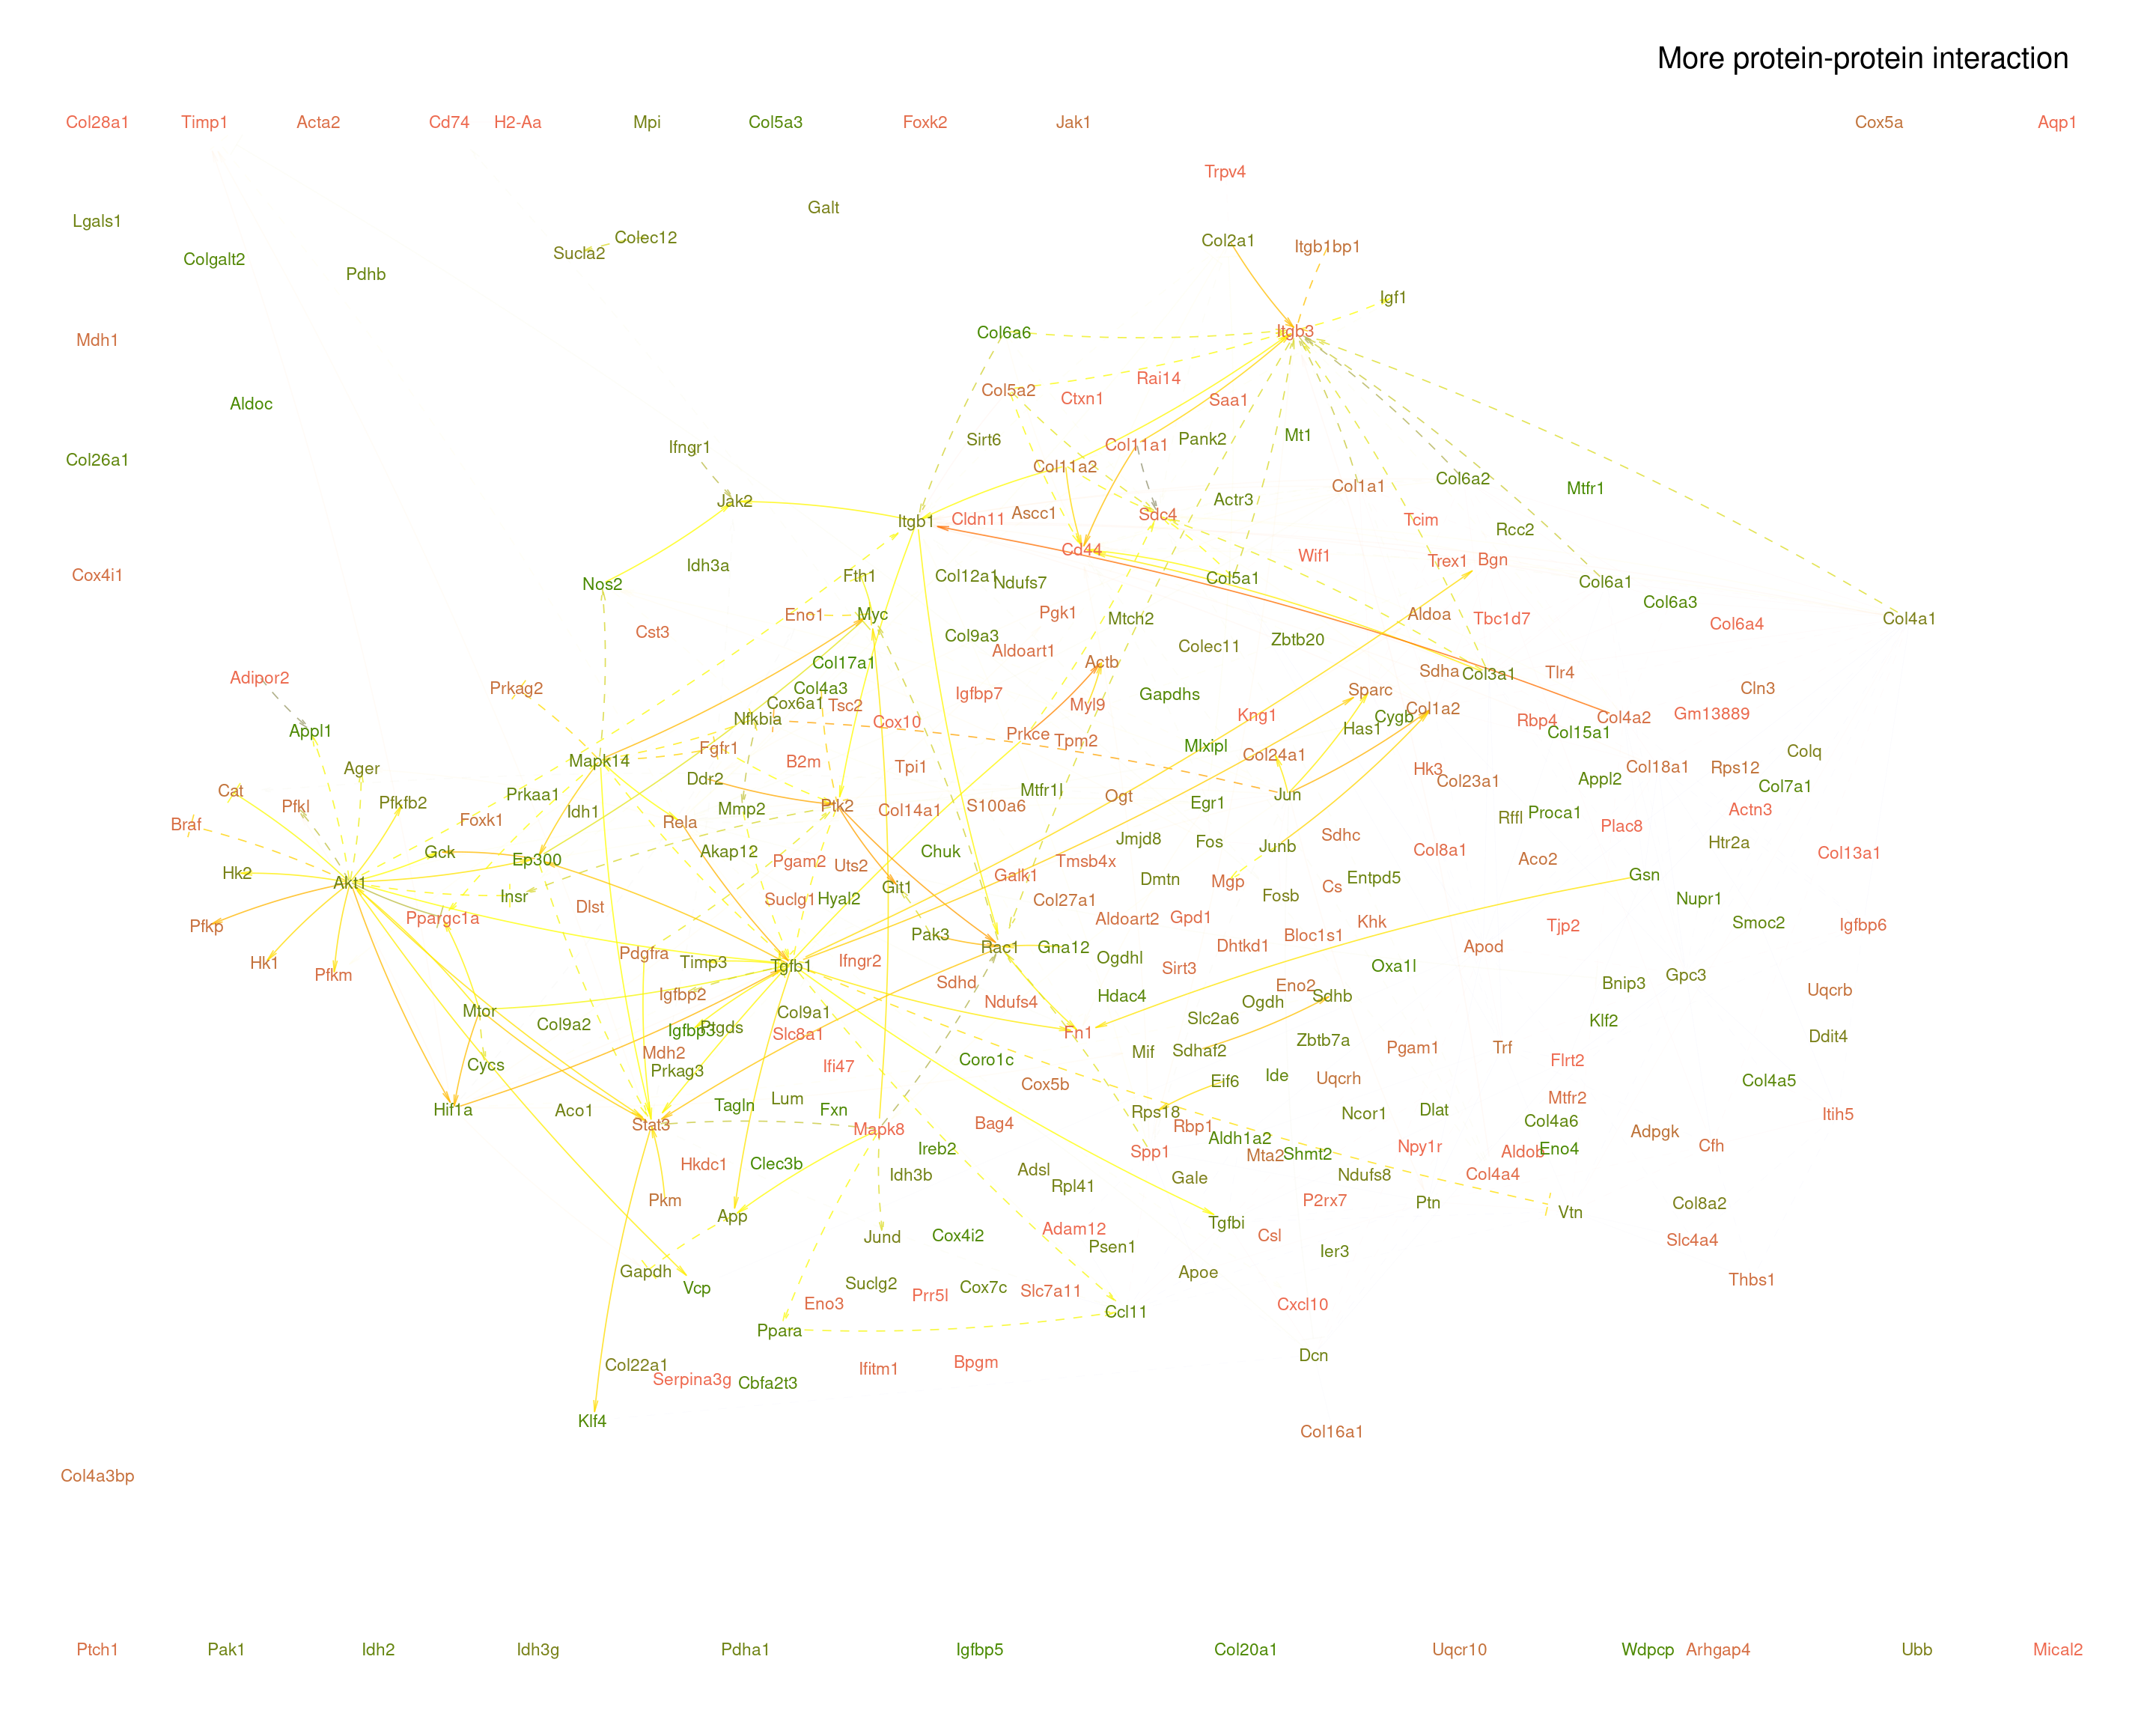 More protein-protein interaction
Col28a1 Timp1 Acta2 Cd74 H2-Aa Mpi Col5a3 Foxk2 Jak1 Cox5a Aqp1
Trpv4
Galt
Lgals1
Colec12 Col2a1
Sucla2 Itgb1bp1
Colgalt2
Pdhb
Igf1
Col6a6 Itgb3
Mdh1
Rai14
Col5a2
Ctxn1 Saa1
Aldoc
Sirt6 Pank2 Mt1
Ifngr1 Col11a1
Col26a1
Col11a2
Col6a2
Col1a1 Mtfr1
Jak2 Actr3
Itgb1 Cldn11 Ascc1 Sdc4 Tcim
Rcc2
Cd44 Wif1 Trex1 Bgn
Idh3a
Cox4i1 Fth1 Col12a1 Ndufs7 Col5a1 Col6a1
Nos2
Col6a3
Eno1 Myc Pgk1 Mtch2 Aldoa Tbc1d7 Col4a1
Cst3 Col9a3 Zbtb20 Col6a4
Aldoart1 Colec11
Col17a1 Actb
Adipor2 Sdha Col3a1 Tlr4
Prkag2 Col4a3 Igfbp7 Gapdhs Sparc Cln3
Cox6a1 Tsc2 Myl9 Col1a2
Nfkbia Cox10 Kng1 Cygb Rbp4 Col4a2 Gm13889
Appl1 Prkce Has1 Col15a1
Fgfr1 Tpm2 Mlxipl Colq
Mapk14 B2m Tpi1 Col24a1
Ager Ddr2 Hk3 Col23a1 Appl2 Col18a1 Rps12
Cat Pfkl Pfkfb2 Prkaa1 Mtfr1l Ogt Jun Col7a1
Idh1 Mmp2 Ptk2 Col14a1 S100a6 Egr1 Rffl Proca1 Actn3
Braf Foxk1 Rela Sdhc Plac8
Gck Ep300 Akap12 Chuk Jmjd8 Fos Junb Col8a1 Htr2a
Pgam2 Uts2 Tmsb4x Aco2 Col13a1
Hk2 Akt1 Git1 Galk1 Dmtn Mgp Cs Entpd5 Gsn
Insr Suclg1 Hyal2 Col27a1 Fosb Nupr1
Pfkp Ppargc1a Dlst Aldoart2 Gpd1 Khk Tjp2 Smoc2 Igfbp6
Pak3 Rac1 Gna12 Dhtkd1 Bloc1s1 Apod
Hk1 Pfkm Pdgfra Timp3 Tgfb1 Ifngr2 Ogdhl Sirt3 Oxa1l Gpc3
Igfbp2 Sdhd Eno2 Bnip3 Uqcrb
Mtor Col9a1 Ndufs4 Hdac4 Ogdh Sdhb
Col9a2 Igfbp3 Ptgds Slc8a1 Fn1 Slc2a6 Klf2
Mdh2 Mif Sdhaf2 Zbtb7a Pgam1 Trf Ddit4
Cycs Prkag3 Ifi47 Coro1c Flrt2
Cox5b Eif6 Ide Uqcrh Col4a5
Hif1a Aco1 Tagln Lum Fxn Rps18 Ncor1 Dlat Mtfr2 Itih5
Stat3 Mapk8 Bag4 Rbp1 Col4a6
Ireb2 Aldh1a2 Adpgk
Hkdc1 Clec3b Spp1 Mta2 Shmt2 Npy1r Aldob Eno4 Cfh
Idh3b Adsl Rpl41 Gale Ndufs8 Col4a4
Pkm P2rx7 Ptn Col8a2
App Tgfbi Vtn
Jund Cox4i2 Adam12 Csl Slc4a4
Psen1 Ier3
Gapdh Vcp Suclg2 Cox7c Slc7a11 Apoe Thbs1
Eno3 Prr5l Ccl11 Cxcl10
Ppara
Col22a1 Ifitm1 Bpgm Dcn
Serpina3g Cbfa2t3
Klf4
Col16a1
Col4a3bp
Ptch1 Pak1 Idh2 Idh3g Pdha1 Igfbp5 Col20a1 Uqcr10 Wdpcp Arhgap4 Ubb Mical2